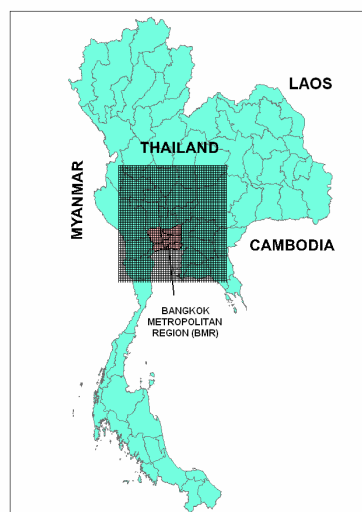 LAOS
THAILAND
MYANMAR
CAMBODIA
BANGKOK
METROPOLITAN
REGION (BMR)